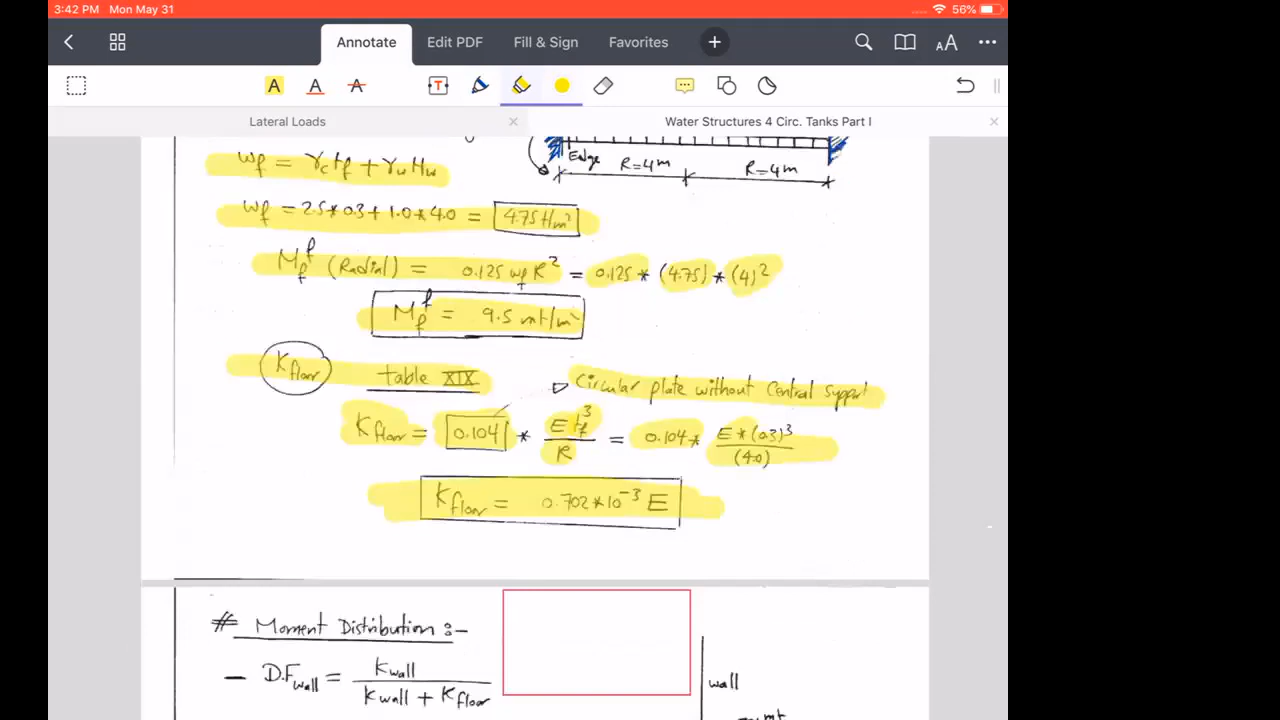 3:42 PM Mon May 31
56%
Annotate Edit PDF Fill & Sign Favorites
Lateral Loads
Water Structures 4 Circ. Tanks Part I
Edge R=4m R=4m
wf = γc tf + γw Hw
wf = 2.5*0.3 + 1.0*4.0 = 4.75 t/m²
Mf^f (Radial) = 0.125 wf R² = 0.125 * (4.75) * (4)²
Mf^f = 9.5 mt/m\
Kfloor table XIX
Circular plate without Central support
Kfloor = 0.104 * E tf³ / R = 0.104 * E*(0.3)³ / (4.0)
Kfloor = 0.702*10⁻³ E
# Moment Distribution :-
- D.Fwall = Kwall / Kwall + Kfloor
wall
mt